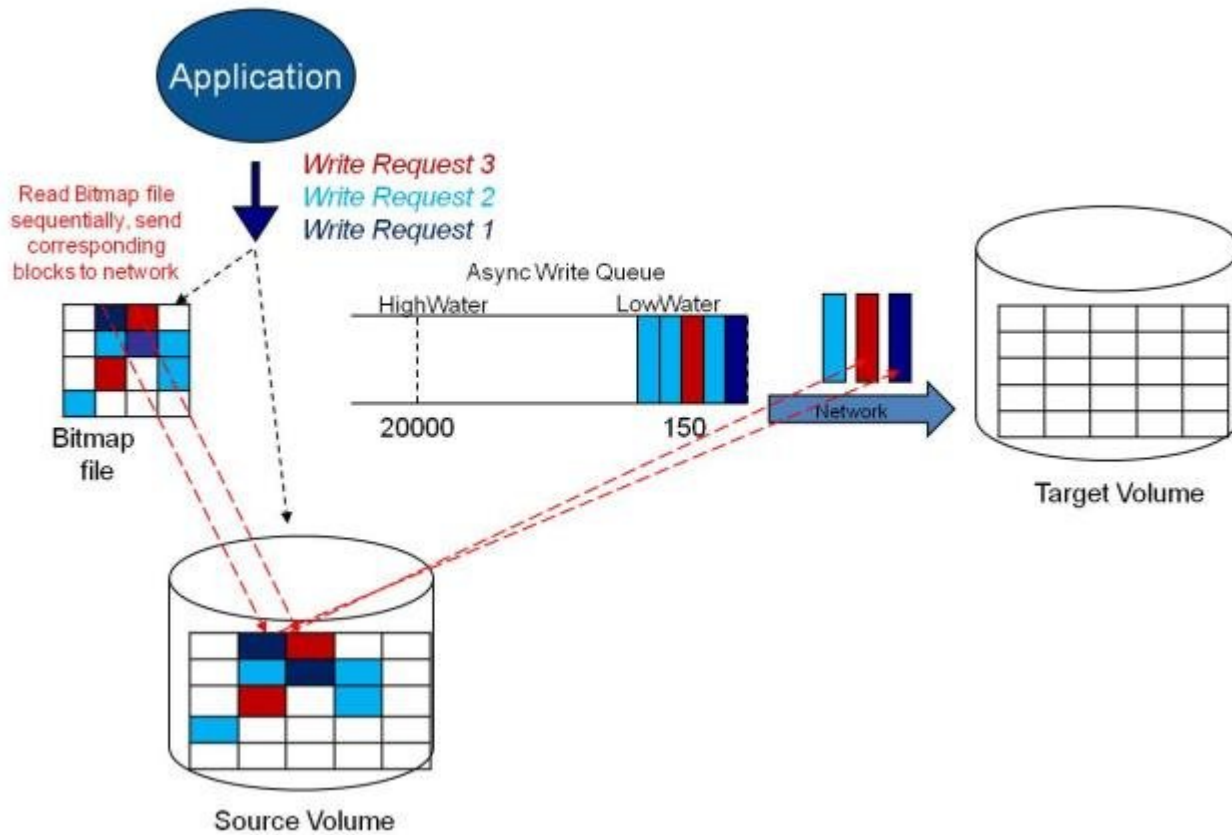 Application
Write Request 3
Write Request 2
Write Request 1
Read Bitmap file
sequentially, send
corresponding
blocks to network
Async Write Queue
HighWater
LowWater
Network
20000
150
Bitmap
file
Target Volume
Source Volume